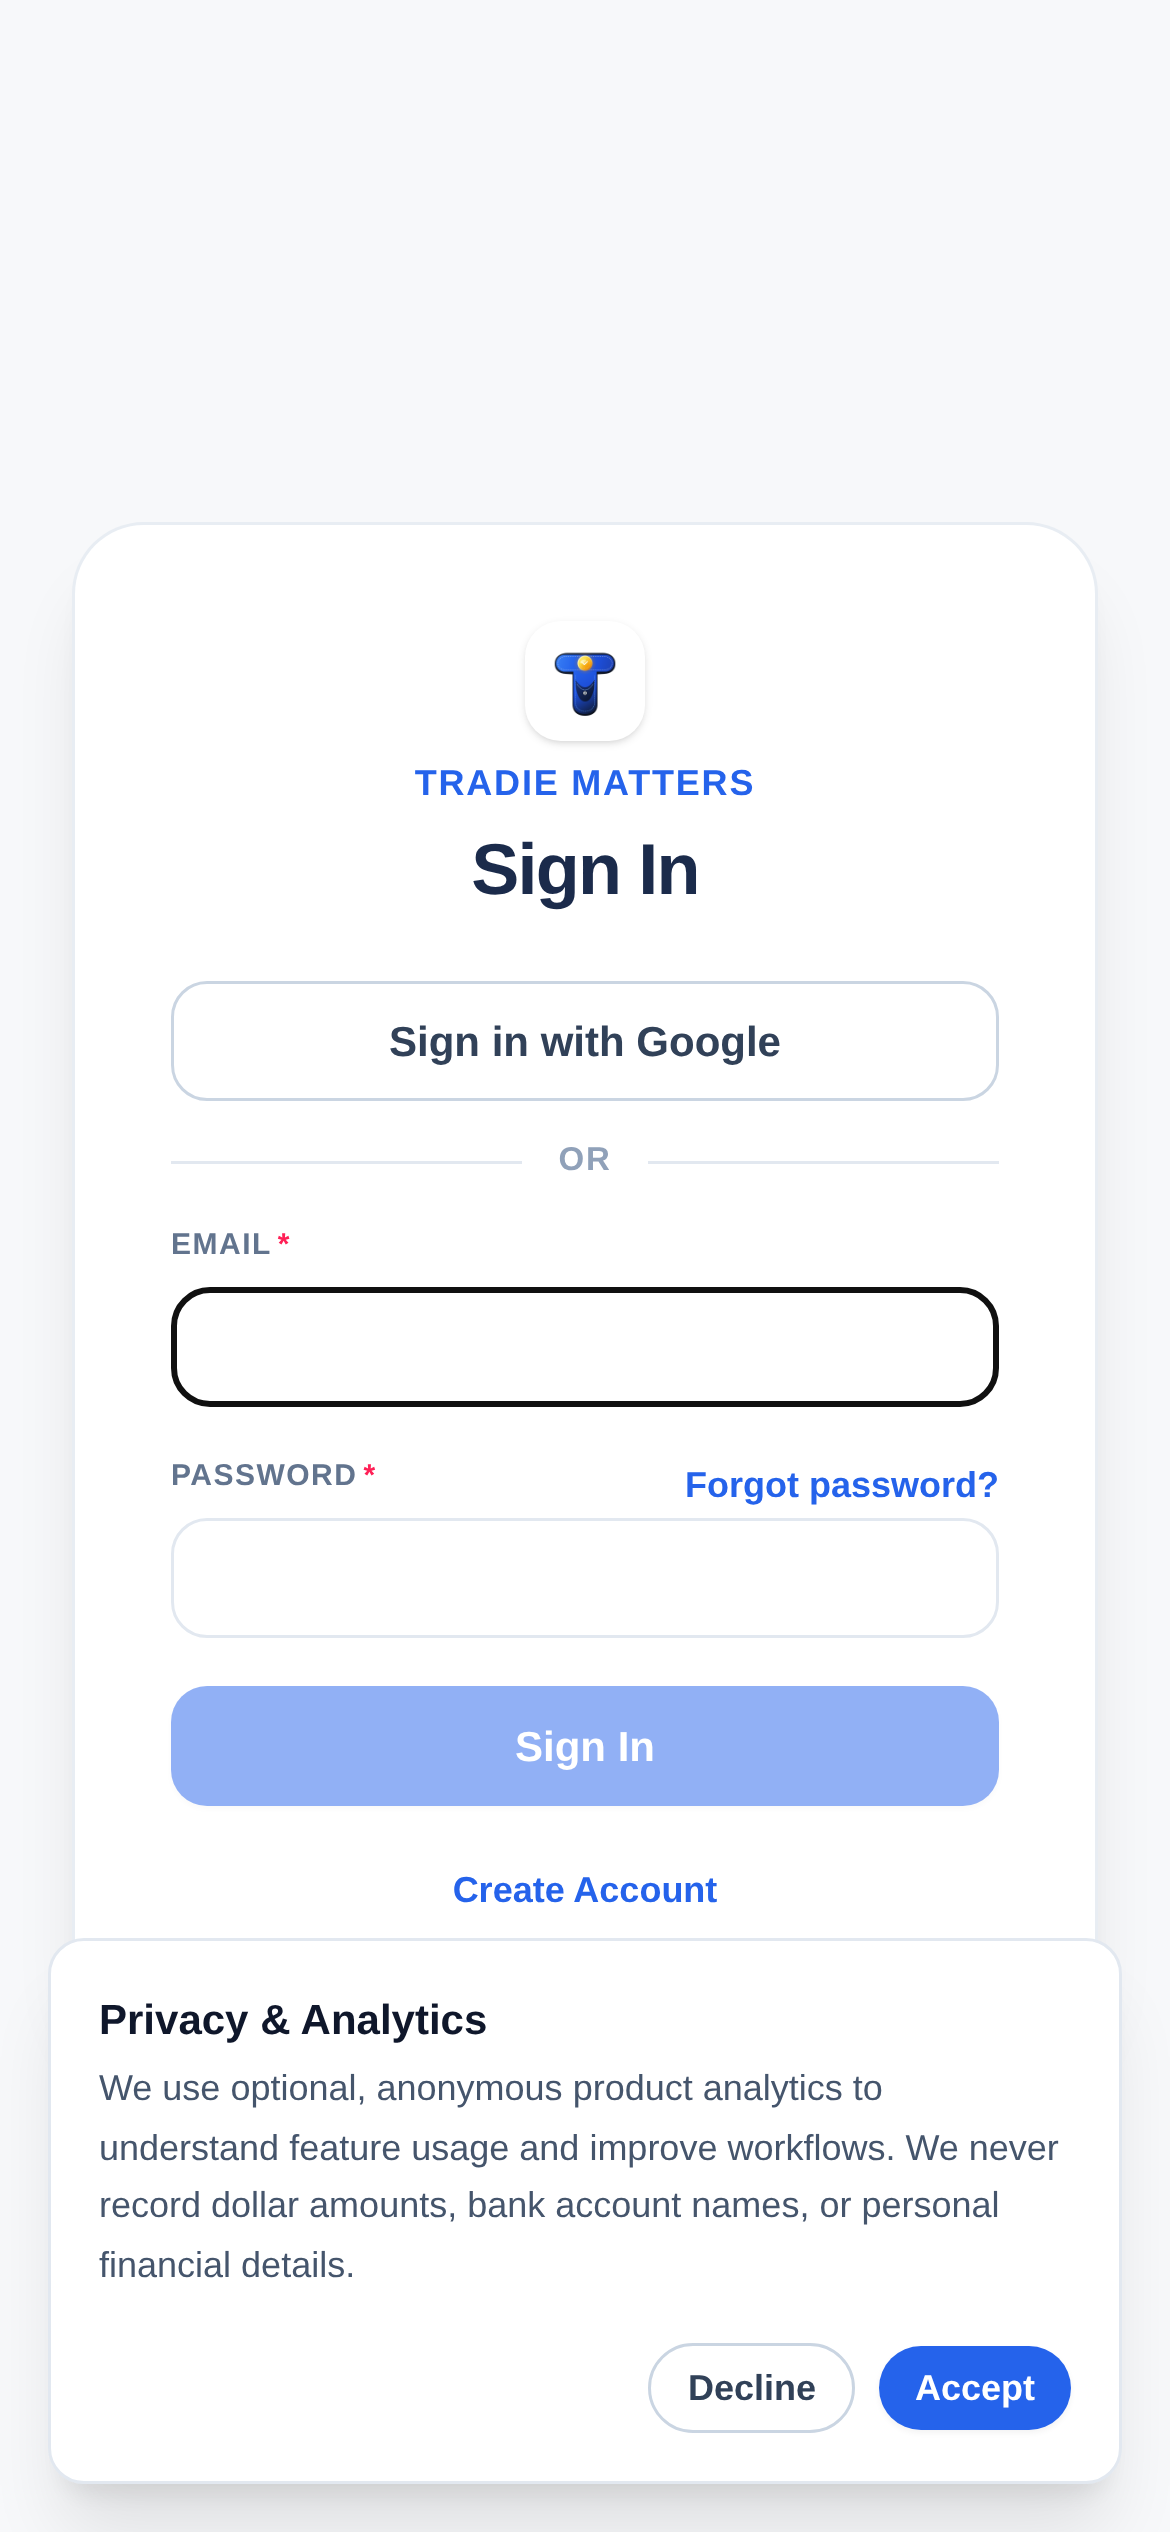 TRADIE MATTERS
Sign In
Sign in with Google
OR
EMAIL *
PASSWORD *
Forgot password?
Sign In
Create Account
Privacy & Analytics
We use optional, anonymous product analytics to
understand feature usage and improve workflows. We never
record dollar amounts, bank account names, or personal
financial details.
Decline
Accept